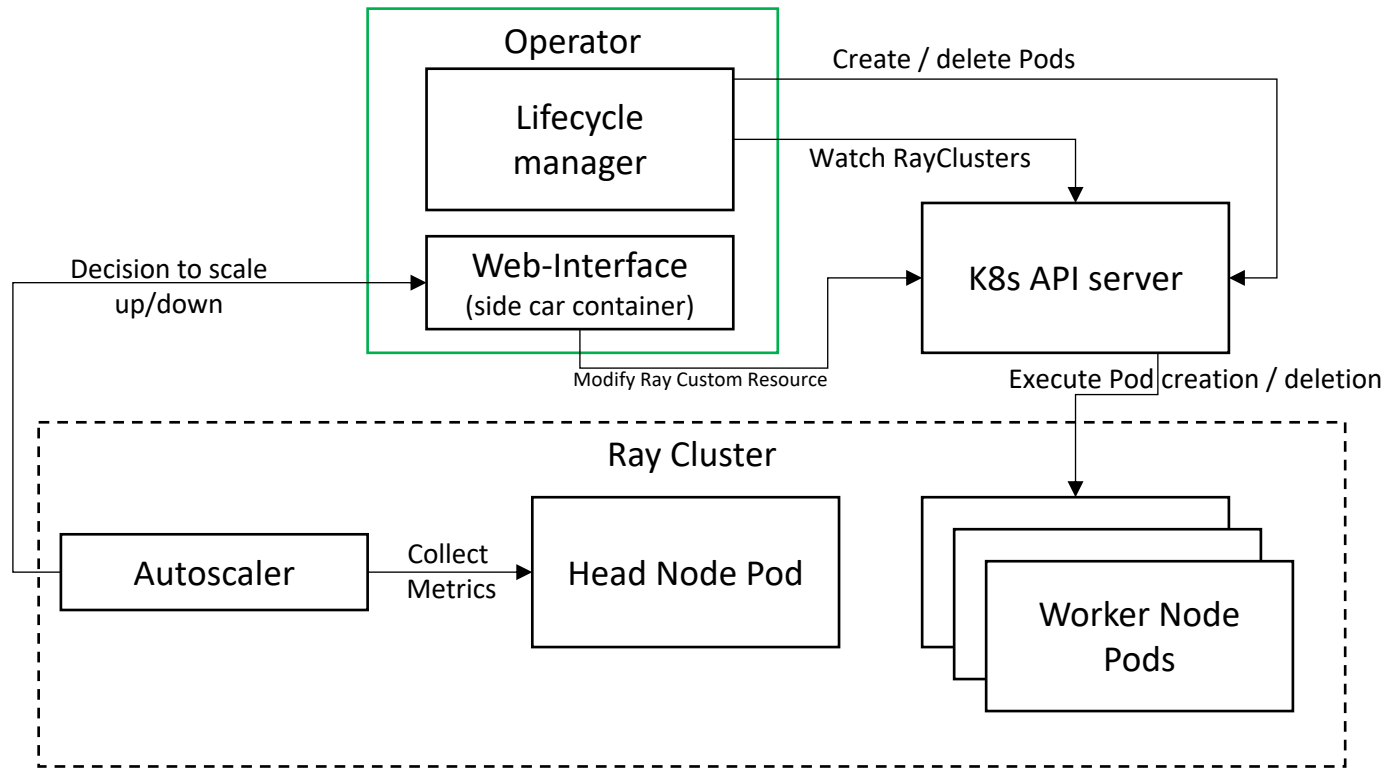 Operator
Create / delete Pods
Lifecycle
manager
Watch RayClusters
Web-Interface
(side car container)
K8s API server
Decision to scale
up/down
Modify Ray Custom Resource
Execute Pod creation / deletion
Ray Cluster
Autoscaler
Collect
Metrics
Head Node Pod
Worker Node
Pods